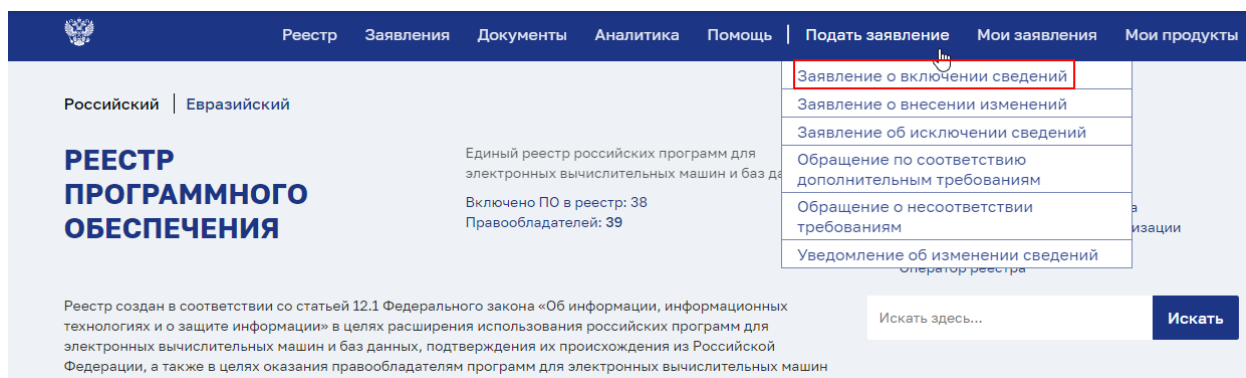 Реестр Заявления Документы Аналитика Помощь Подать заявление Мои заявления Мои продукты
Заявление о включении сведений
Заявление о внесении изменений
Заявление об исключении сведений
Обращение по соответствию
дополнительным требованиям
Обращение о несоответствии
требованиям
Уведомление об изменении сведений
Российский Евразийский
РЕЕСТР
ПРОГРАММНОГО
ОБЕСПЕЧЕНИЯ
Единый реестр российских программ для
электронных вычислительных машин и баз
Включено ПО в реестр: 38
Правообладателей: 39
Оператор реестра
Реестр создан в соответствии со статьей 12.1 Федерального закона «Об информации, информационных
технологиях и о защите информации» в целях расширения использования российских программ для
электронных вычислительных машин и баз данных, подтверждения их происхождения из Российской
Федерации, а также в целях оказания правообладателям программ для электронных вычислительных машин
Искать здесь...
Искать